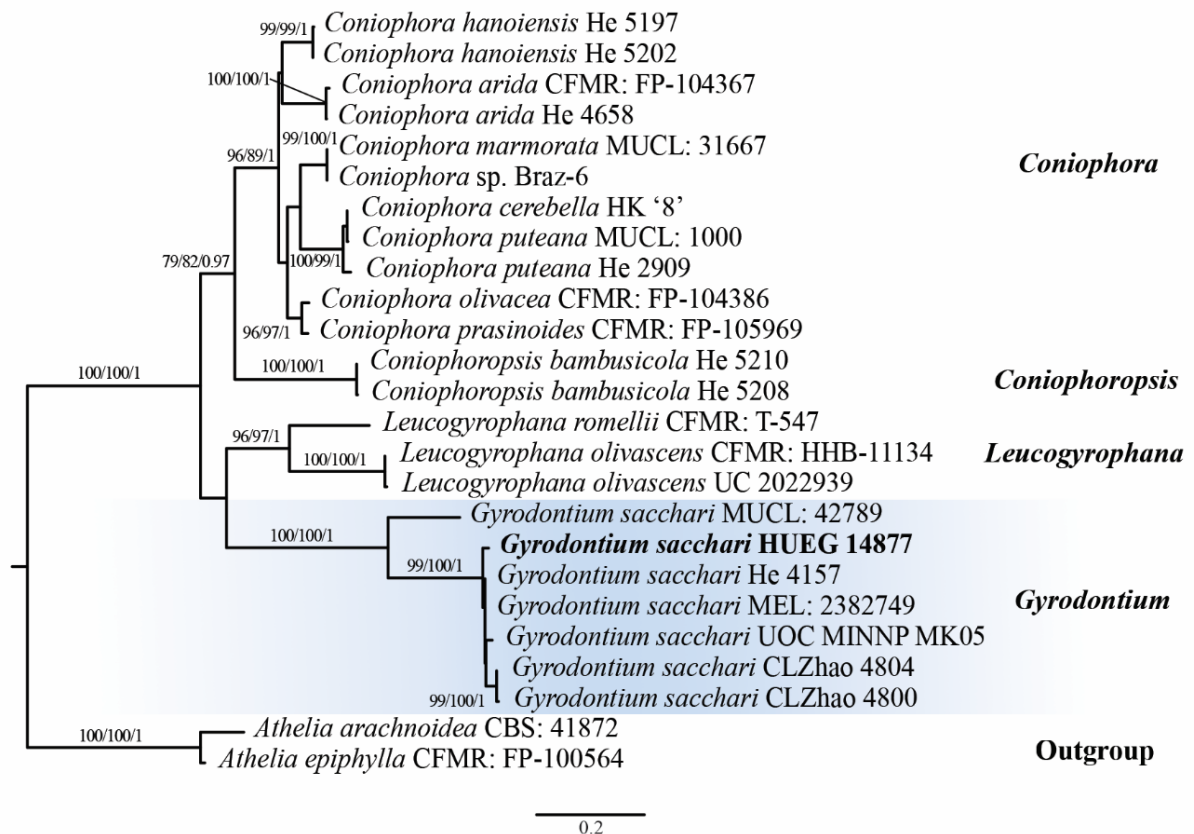 99/99/1
Coniophora hanoiensis He 5197
Coniophora hanoiensis He 5202
100/100/1
Coniophora arida CFMR: FP-104367
Coniophora arida He 4658
99/100/1
Coniophora marmorata MUCL: 31667
96/89/1
Coniophora
Coniophora sp. Braz-6
Coniophora cerebella HK ‘8’
Coniophora puteana MUCL: 1000
79/82/0.97
100/99/1
Coniophora puteana He 2909
Coniophora olivacea CFMR: FP-104386
96/97/1
Coniophora prasinoides CFMR: FP-105969
Coniophoropsis bambusicola He 5210
100/100/1
100/100/1
Coniophoropsis
Coniophoropsis bambusicola He 5208
Leucogyrophana romellii CFMR: T-547
96/97/1
Leucogyrophana olivascens CFMR: HHB-11134
Leucogyrophana
100/100/1
Leucogyrophana olivascens UC 2022939
Gyrodontium sacchari MUCL: 42789
100/100/1
Gyrodontium sacchari HUEG 14877
99/100/1
Gyrodontium sacchari He 4157
Gyrodontium
Gyrodontium sacchari MEL: 2382749
Gyrodontium sacchari UOC MINNP MK05
Gyrodontium sacchari CLZhao 4804
99/100/1
Gyrodontium sacchari CLZhao 4800
Athelia arachnoidea CBS: 41872
100/100/1
Outgroup
Athelia epiphylla CFMR: FP-100564
0.2